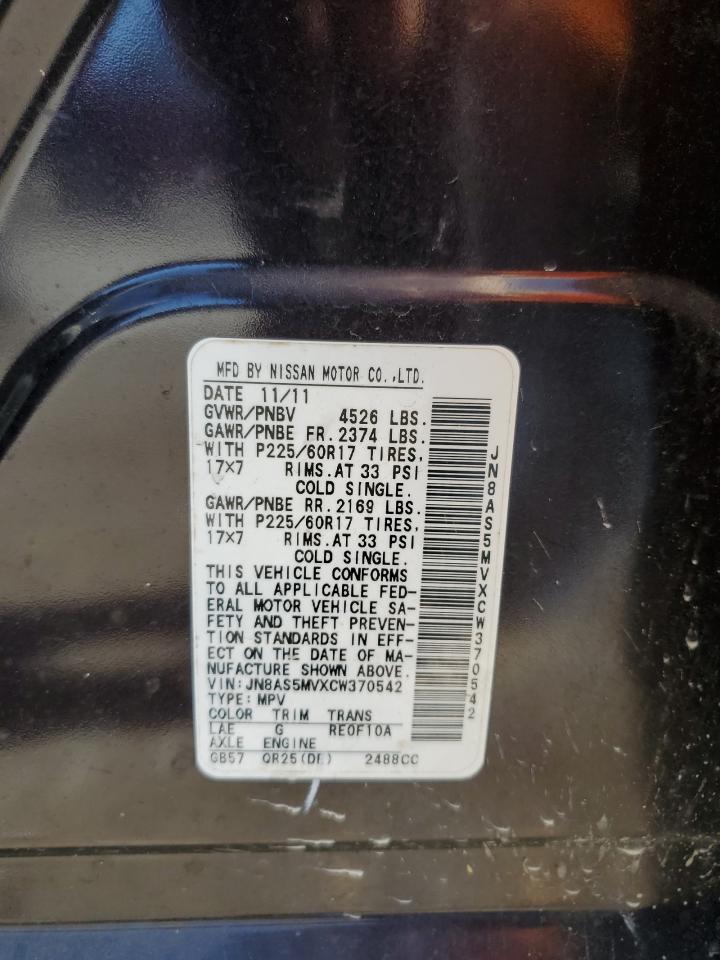 MFD BY NISSAN MOTOR CO.,LTD.
DATE 11/11
GVWR/PNBV 4526 LBS.
GAWR/PNBE FR. 2374 LBS.
WITH P225/60R17 TIRES,
17×7 RIMS.AT 33 PSI
COLD SINGLE.
GAWR/PNBE RR. 2169 LBS.
WITH P225/60R17 TIRES,
17×7 RIMS.AT 33 PSI
COLD SINGLE.
THIS VEHICLE CONFORMS
TO ALL APPLICABLE FED-
ERAL MOTOR VEHICLE SA-
FETY AND THEFT PREVEN-
TION STANDARDS IN EFF-
ECT ON THE DATE OF MA-
NUFACTURE SHOWN ABOVE.
VIN:JN8AS5MVXCW370542
TYPE:MPV
COLOR TRIM TRANS
LAE G RE0F10A
AXLE ENGINE
GB57 QR25(DE) 2488CC
JN8AS5MVXCW370542